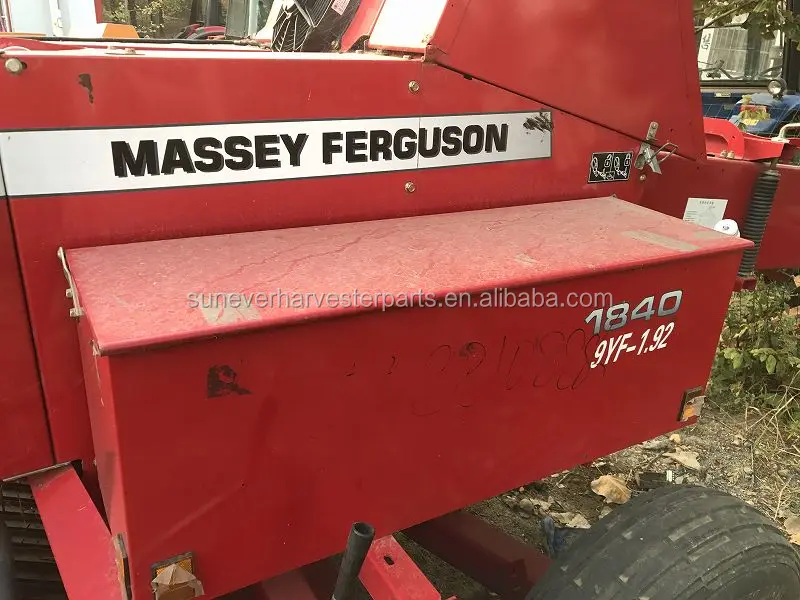 MASSEY FERGUSON
suneverharvesterparts.en.alibaba.com
1840
9YF-1.92